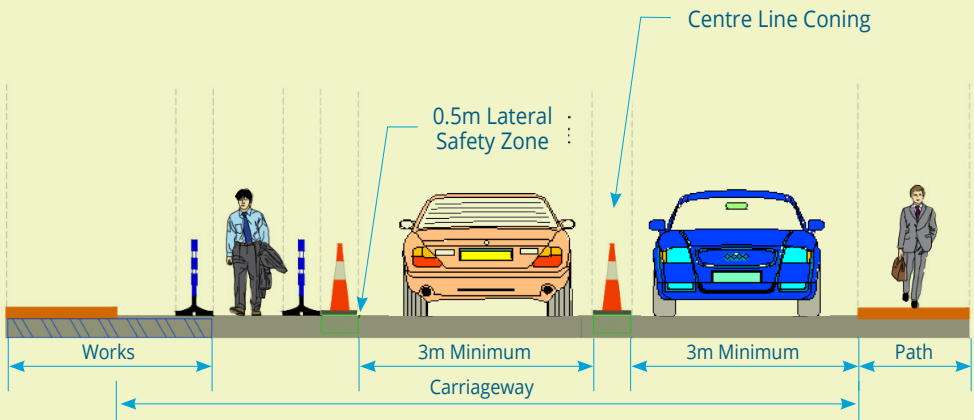 Centre Line Coning
0.5m Lateral
Safety Zone
Works
3m Minimum
3m Minimum
Path
Carriageway